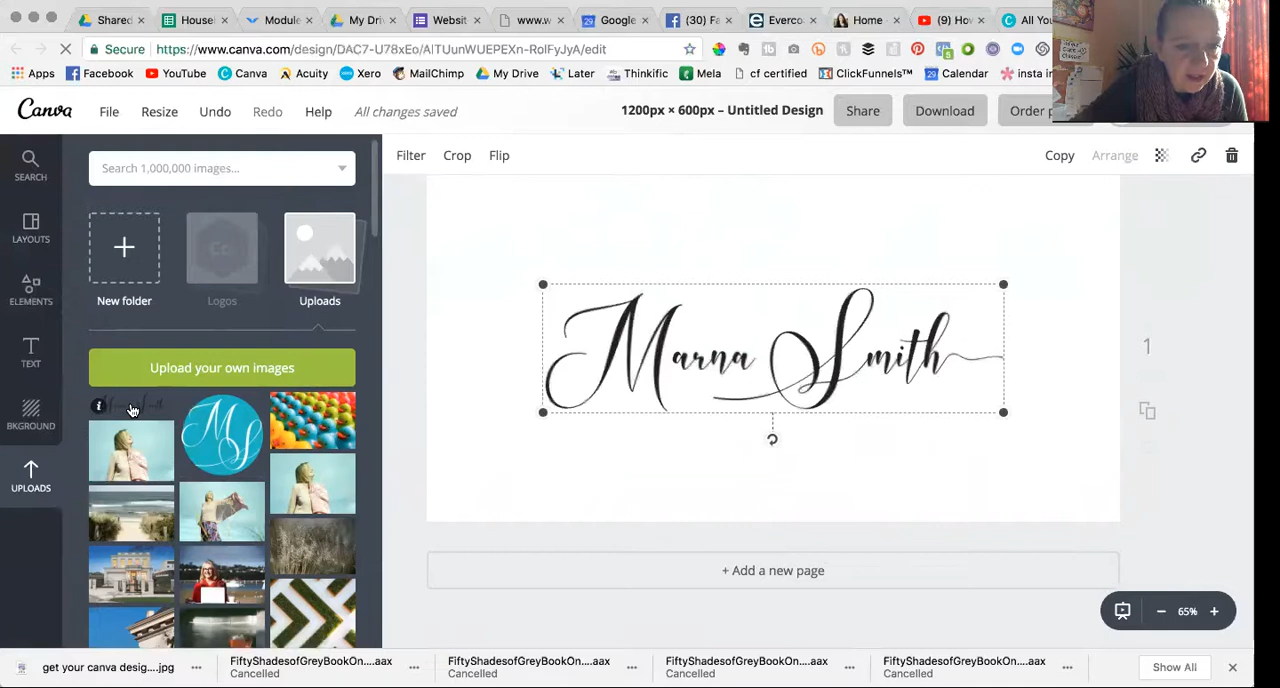 Shared
House
Module
My Dri
Websit
www.w
Google
(30) Fa
Everco
Home
(9) Hov
All You
Secure https://www.canva.com/design/DAC7-U78xEo/AlTUunWUEPEXn-RoIFyJyA/edit
Apps Facebook YouTube Canva Acuity Xero MailChimp My Drive Later Thinkific Mela cf certified ClickFunnels™ Calendar insta in
Canva File Resize Undo Redo Help All changes saved 1200px × 600px – Untitled Design Share Download Order p
Filter Crop Flip Copy Arrange
SEARCH
LAYOUTS
ELEMENTS
TEXT
BKGROUND
UPLOADS
Search 1,000,000 images...
New folder Logos Uploads
Upload your own images
MS
Marna Smith
1
+ Add a new page
65%
get your canva desig....jpg
FiftyShadesofGreyBookOn....aax
Cancelled
FiftyShadesofGreyBookOn....aax
Cancelled
FiftyShadesofGreyBookOn....aax
Cancelled
FiftyShadesofGreyBookOn....aax
Cancelled
Show All